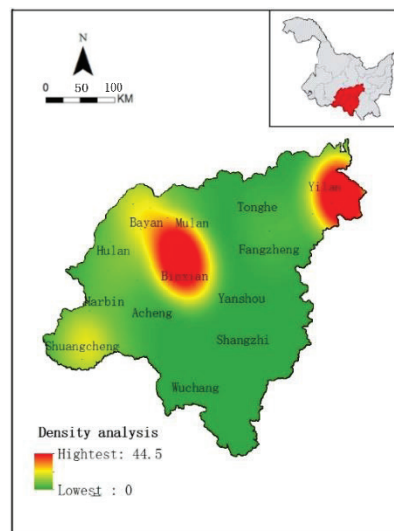 N
0 50 100
KM
Yilan
Tonghe
Bayan Mulan
Hulan
Fangzheng
Binxian
Harbin
Yanshou
Acheng
Shangzhi
Shuangcheng
Wuchang
Density analysis
Hightest: 44.5
Lowest : 0